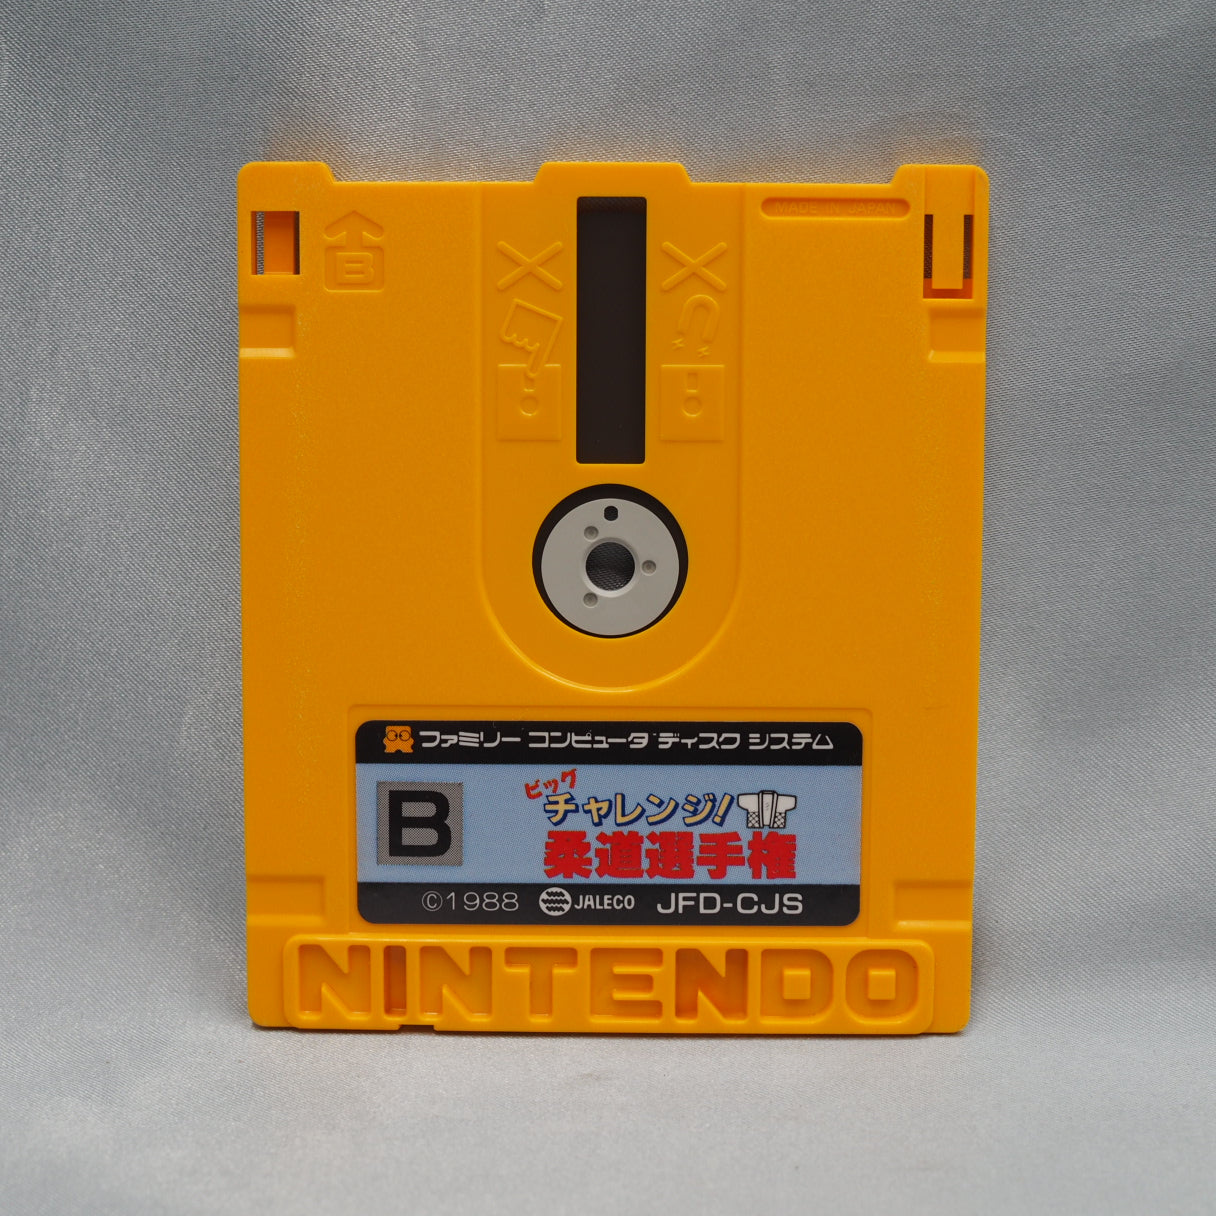 MADE IN JAPAN
B
ファミリー コンピュータ ディスク システム
B
ビッグ
チャレンジ!
柔道選手権
©1988 JALECO JFD-CJS
NINTENDO